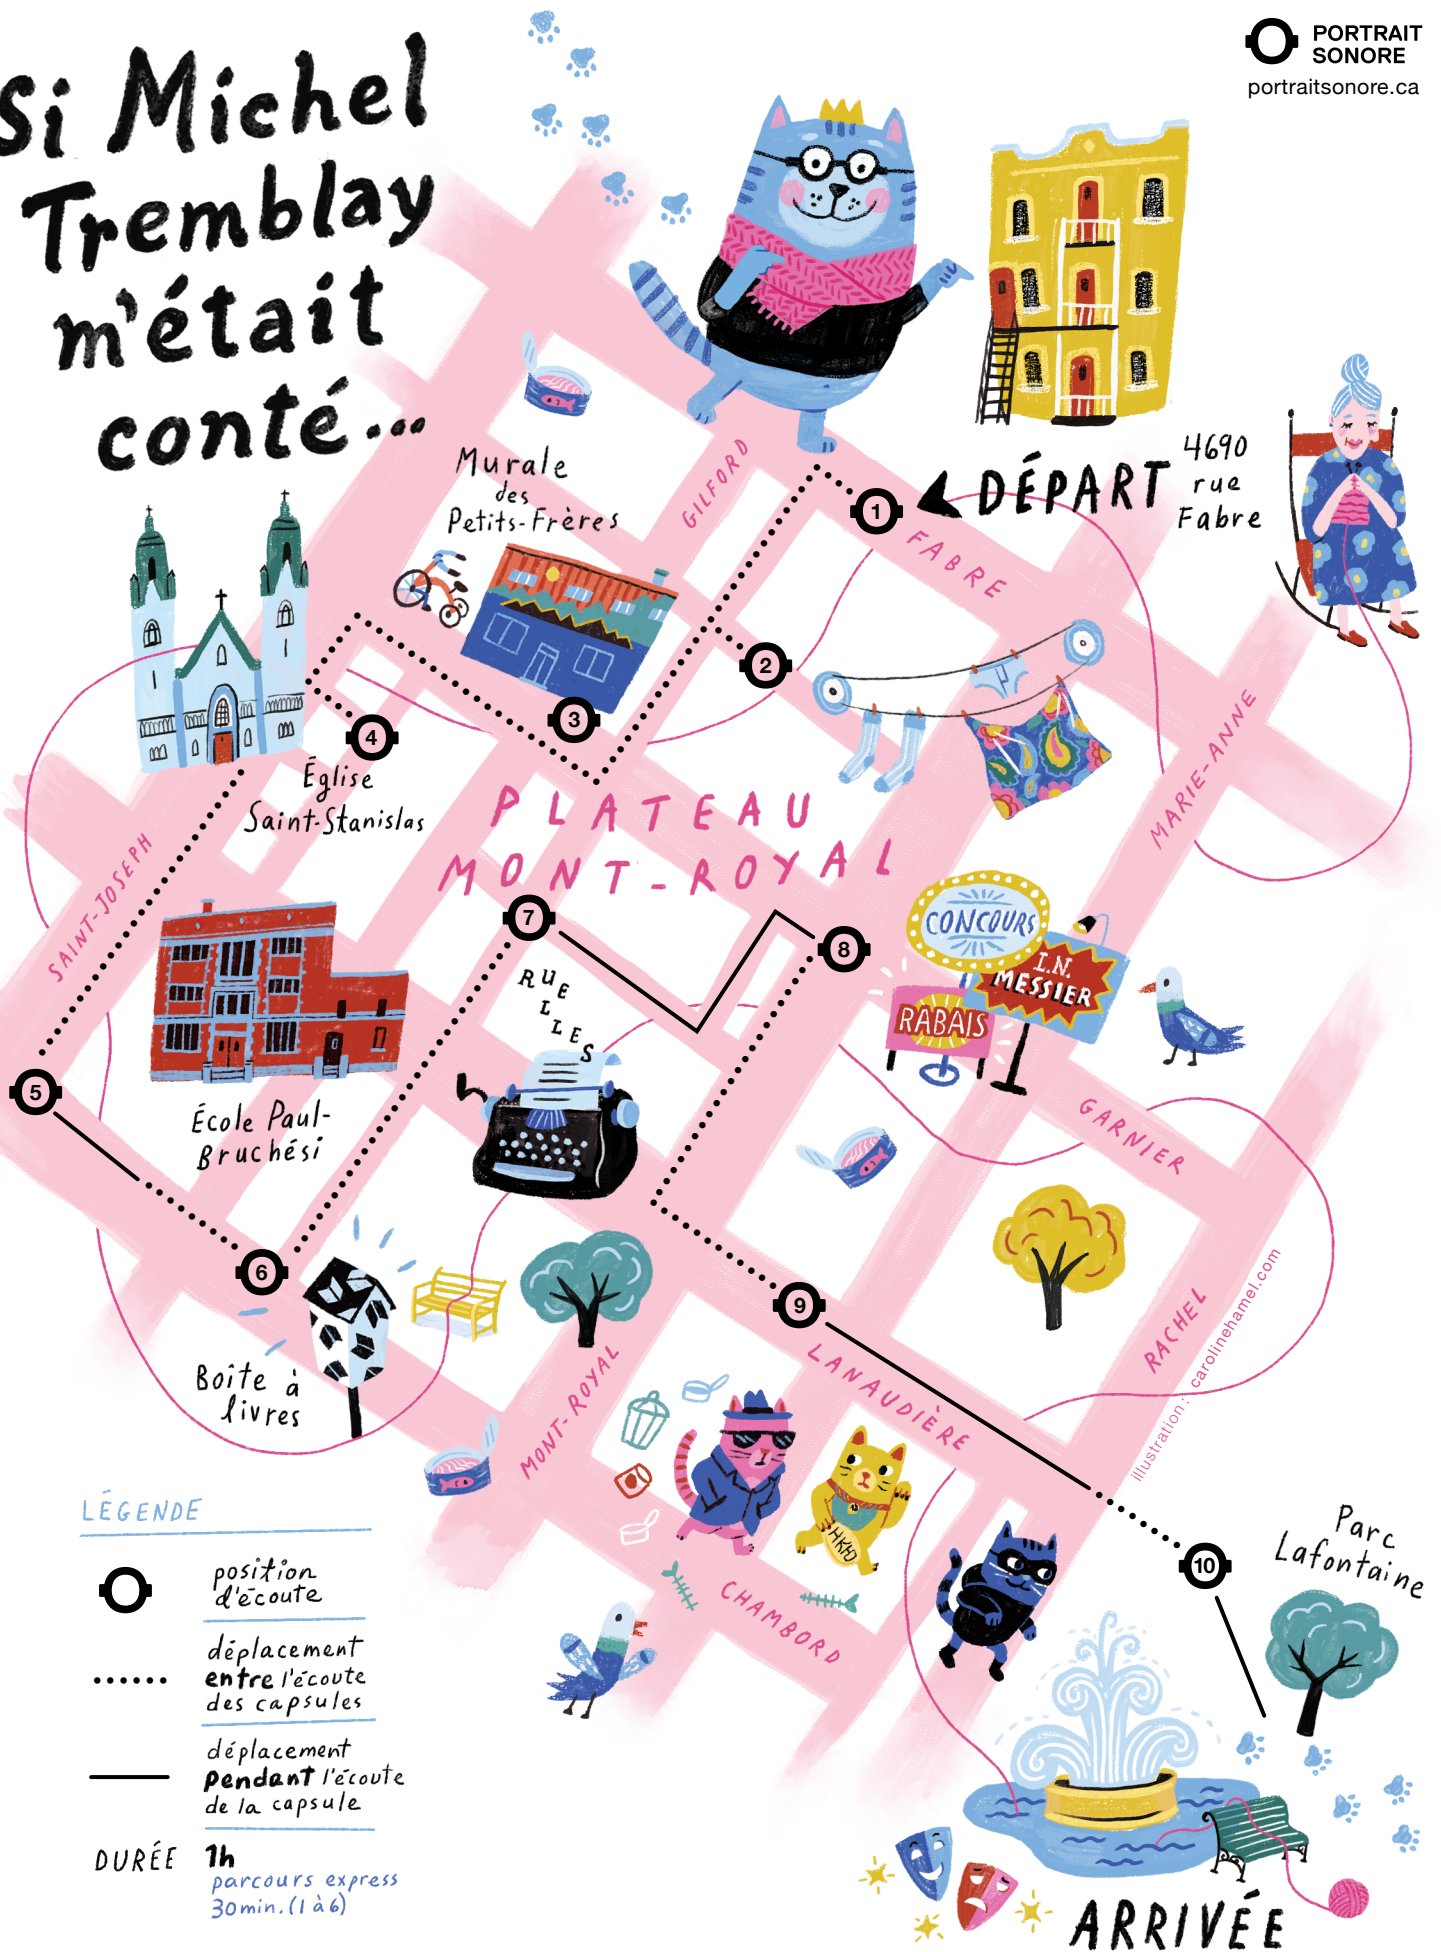 Si Michel
Tremblay
m'était
conté...
PORTRAIT
SONORE
portraitsonore.ca
DÉPART
4690
rue
Fabre
Murale
des
Petits-Frères
GILFORD
FABRE
1
2
3
4
Église
Saint-Stanislas
MARIE-ANNE
PLATEAU
MONT-ROYAL
SAINT-JOSEPH
7
8
CONCOURS
I.N.
MESSIER
RABAIS
RUELLES
5
École Paul-
Bruchési
GARNIER
6
9
Boîte à
livres
MONT-ROYAL
LANAUDIÈRE
RACHEL
illustration: carolinehamel.com
CHAMBORD
10
Parc
Lafontaine
LÉGENDE
position
d'écoute
déplacement
entre l'écoute
des capsules
déplacement
pendant l'écoute
de la capsule
DURÉE 1h
parcours express
30min. (1 à 6)
ARRIVÉE